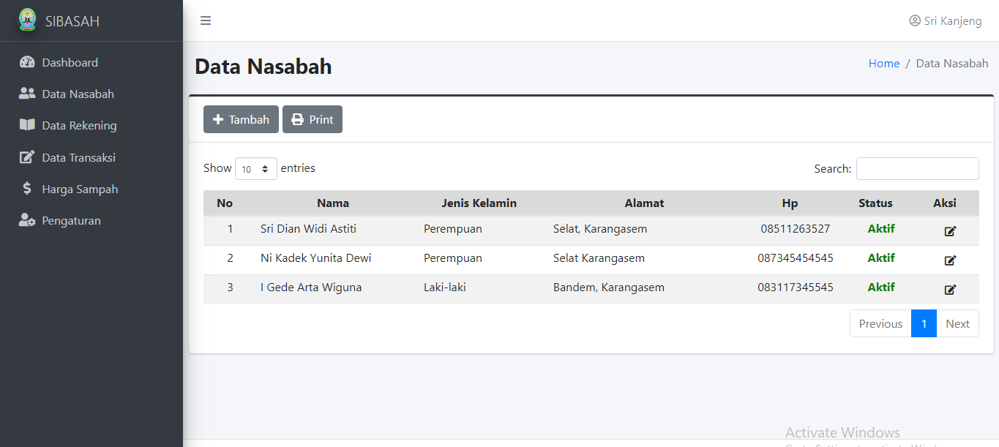 SIBASAH
Sri Kanjeng
Dashboard
Data Nasabah
Data Rekening
Data Transaksi
Harga Sampah
Pengaturan
Data Nasabah
Home / Data Nasabah
Tambah Print
Show 10 entries Search:
No Nama Jenis Kelamin Alamat Hp Status Aksi
1 Sri Dian Widi Astiti Perempuan Selat, Karangasem 08511263527 Aktif
2 Ni Kadek Yunita Dewi Perempuan Selat Karangasem 087345454545 Aktif
3 I Gede Arta Wiguna Laki-laki Bandem, Karangasem 083117345545 Aktif
Previous 1 Next
Activate Windows